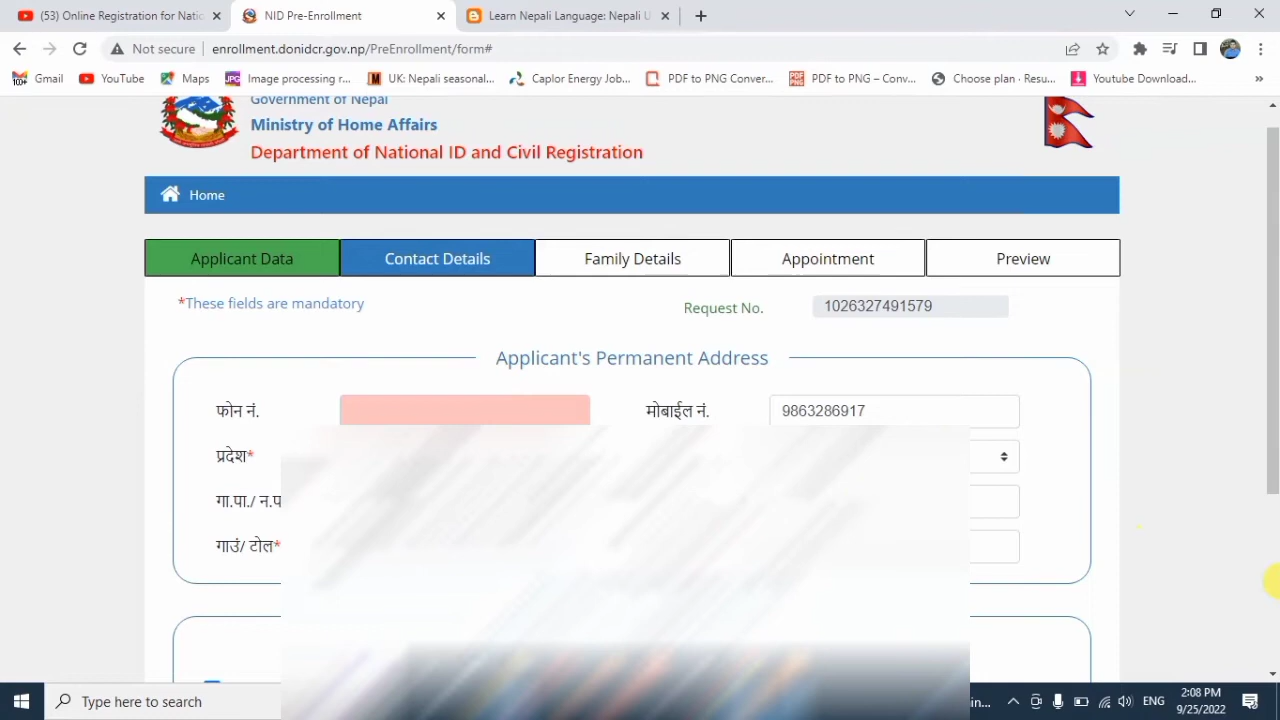 (53) Online Registration for Natio
NID Pre-Enrollment
Learn Nepali Language: Nepali U
Not secure
enrollment.donidcr.gov.np/PreEnrollment/form#
Gmail
YouTube
Maps
Image processing r...
UK: Nepali seasonal...
Caplor Energy Job...
PDF to PNG Conver...
PDF to PNG – Conv...
Choose plan · Resu...
Youtube Download...
Government of Nepal
Ministry of Home Affairs
Department of National ID and Civil Registration
Home
Applicant Data
Contact Details
Family Details
Appointment
Preview
*These fields are mandatory
Request No.
1026327491579
Applicant's Permanent Address
फोन नं.
मोबाईल नं.
9863286917
प्रदेश*
गा.पा./ न.प
गाउं/ टोल*
Type here to search
in...
ENG
2:08 PM
9/25/2022